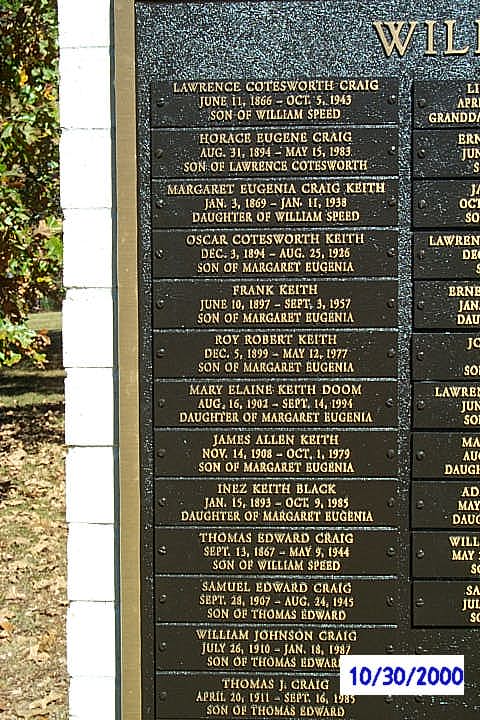 WILL
LAWRENCE COTESWORTH CRAIG
JUNE 11, 1866 – OCT. 5, 1943
SON OF WILLIAM SPEED
HORACE EUGENE CRAIG
AUG. 31, 1894 – MAY 15, 1983
SON OF LAWRENCE COTESWORTH
MARGARET EUGENIA CRAIG KEITH
JAN. 3, 1869 – JAN. 11, 1938
DAUGHTER OF WILLIAM SPEED
OSCAR COTESWORTH KEITH
DEC. 3, 1894 – AUG. 25, 1926
SON OF MARGARET EUGENIA
FRANK KEITH
JUNE 10, 1897 – SEPT. 3, 1957
SON OF MARGARET EUGENIA
ROY ROBERT KEITH
DEC. 5, 1899 – MAY 12, 1977
SON OF MARGARET EUGENIA
MARY ELAINE KEITH DOOM
AUG. 16, 1902 – SEPT. 14, 1994
DAUGHTER OF MARGARET EUGENIA
JAMES ALLEN KEITH
NOV. 14, 1908 – OCT. 1, 1979
SON OF MARGARET EUGENIA
INEZ KEITH BLACK
JAN. 15, 1893 – OCT. 9, 1985
DAUGHTER OF MARGARET EUGENIA
THOMAS EDWARD CRAIG
SEPT. 13, 1867 – MAY 9, 1944
SON OF WILLIAM SPEED
SAMUEL EDWARD CRAIG
SEPT. 28, 1907 – AUG. 24, 1945
SON OF THOMAS EDWARD
WILLIAM JOHNSON CRAIG
JULY 26, 1910 – JAN. 18, 1987
SON OF THOMAS EDWARD
THOMAS J. CRAIG
APRIL 20, 1911 – SEPT. 16, 1985
SON OF THOMAS EDWARD
10/30/2000